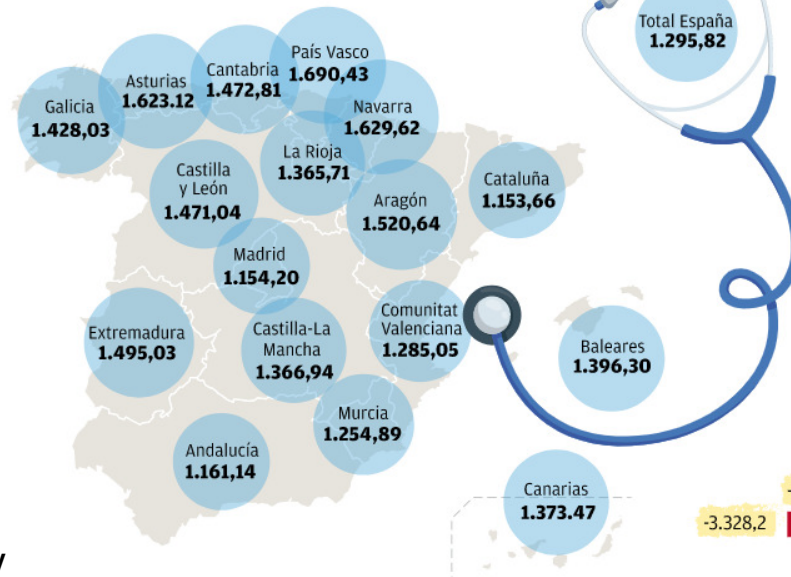 Total España
1.295,82
País Vasco
1.690,43
Cantabria
1.472,81
Asturias
1.623.12
Galicia
1.428,03
Navarra
1.629,62
La Rioja
1.365,71
Castilla
y León
1.471,04
Aragón
1.520,64
Cataluña
1.153,66
Madrid
1.154,20
Extremadura
1.495,03
Castilla-La
Mancha
1.366,94
Comunitat
Valenciana
1.285,05
Baleares
1.396,30
Murcia
1.254,89
Andalucía
1.161,14
Canarias
1.373.47
-3.328,2